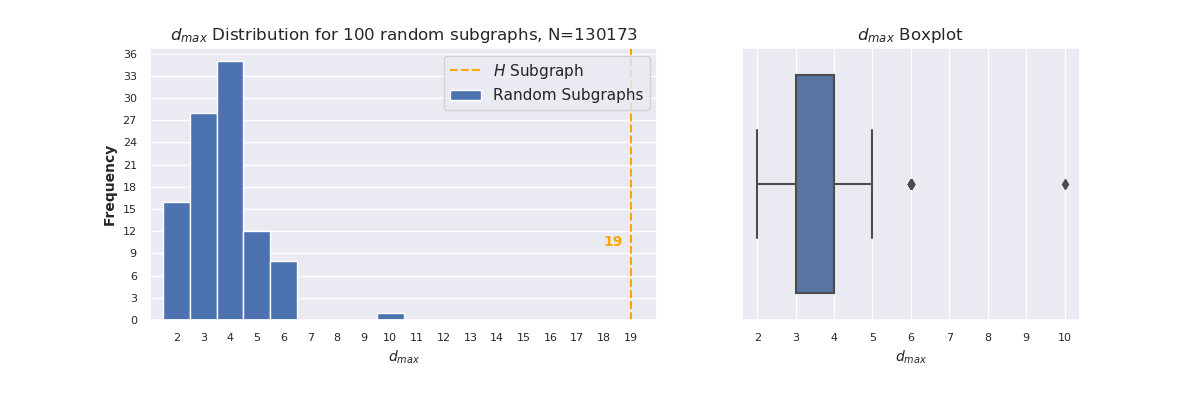 d_max Distribution for 100 random subgraphs, N=130173
36
33
30
27
24
21
18
15
12
9
6
3
0
Frequency
H Subgraph
Random Subgraphs
19
2 3 4 5 6 7 8 9 10 11 12 13 14 15 16 17 18 19
d_max
d_max Boxplot
2 3 4 5 6 7 8 9 10
d_max